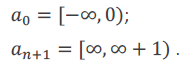 a₀ = [−∞, 0);
aₙ₊₁ = [∞, ∞ + 1) .